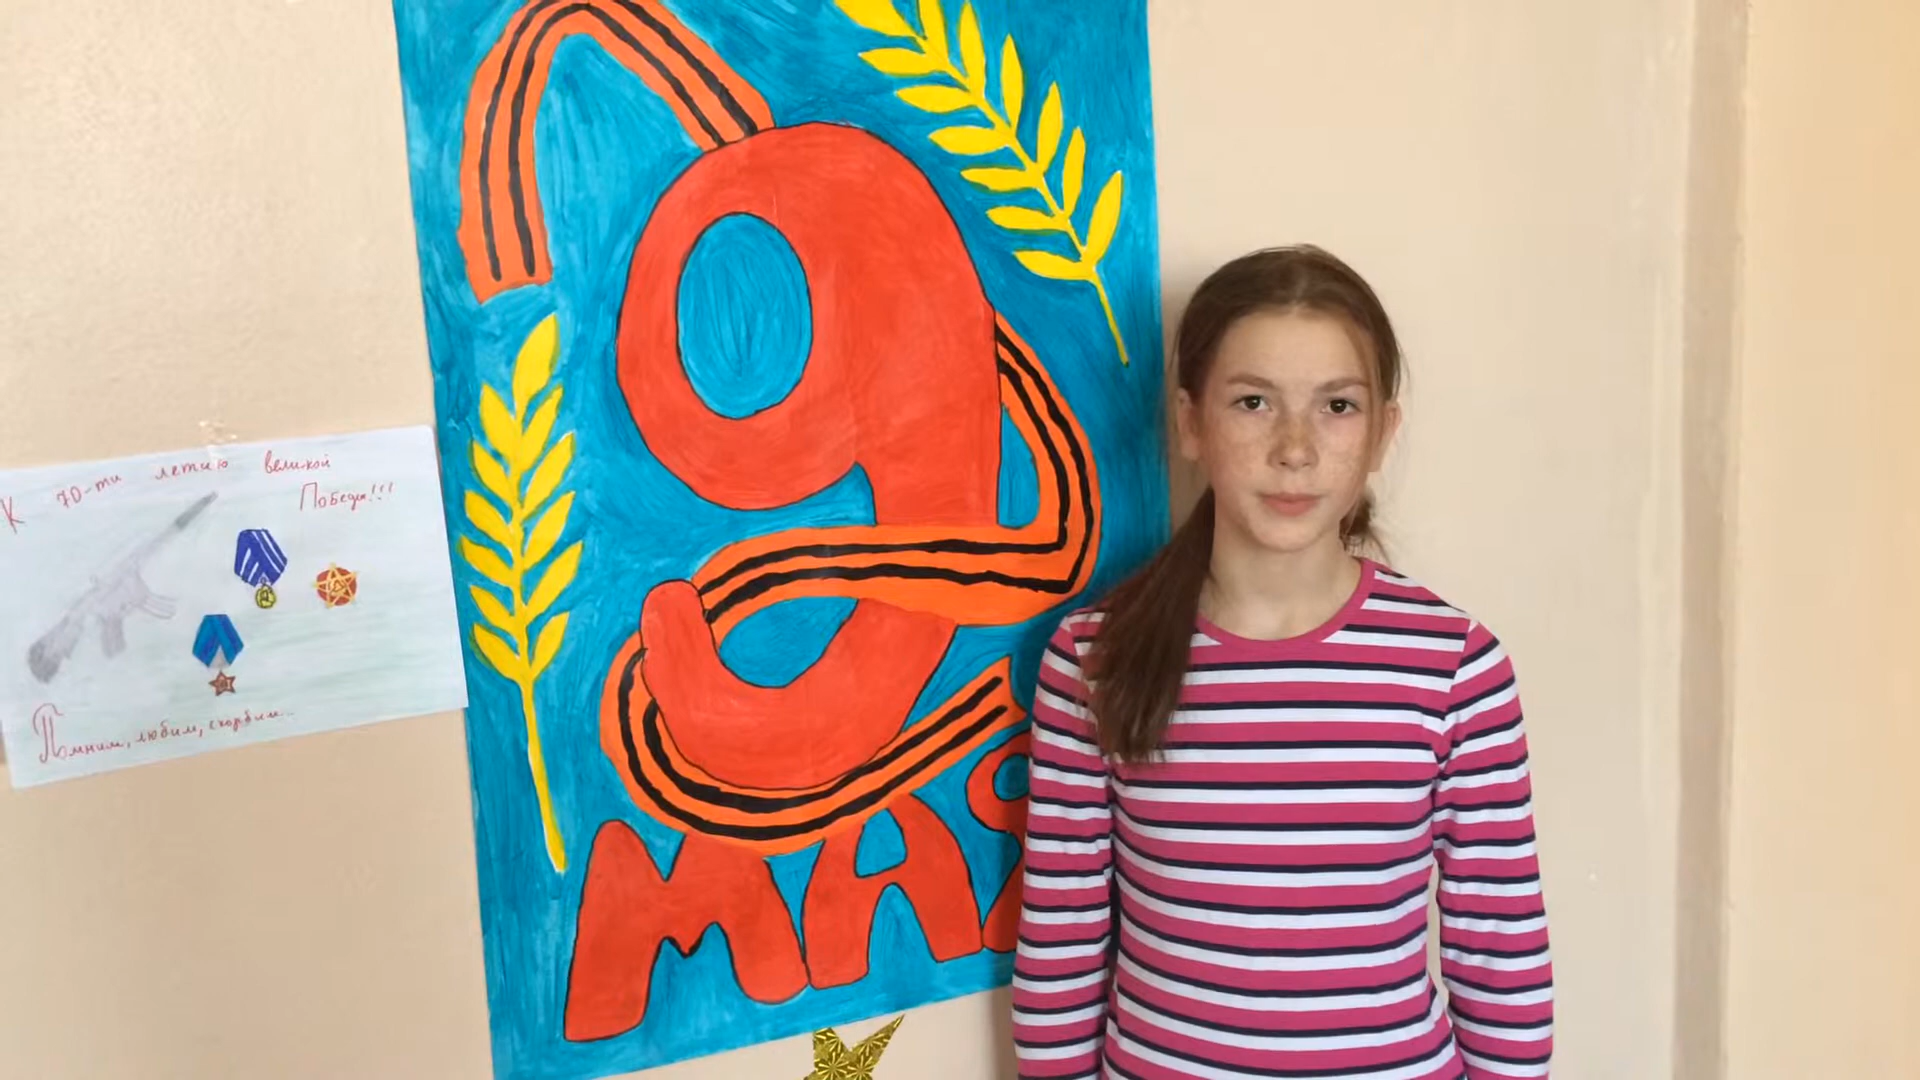 К 70-ти летию великой
Победы!!!
Помним, любим, скорбим...
9
МАЯ